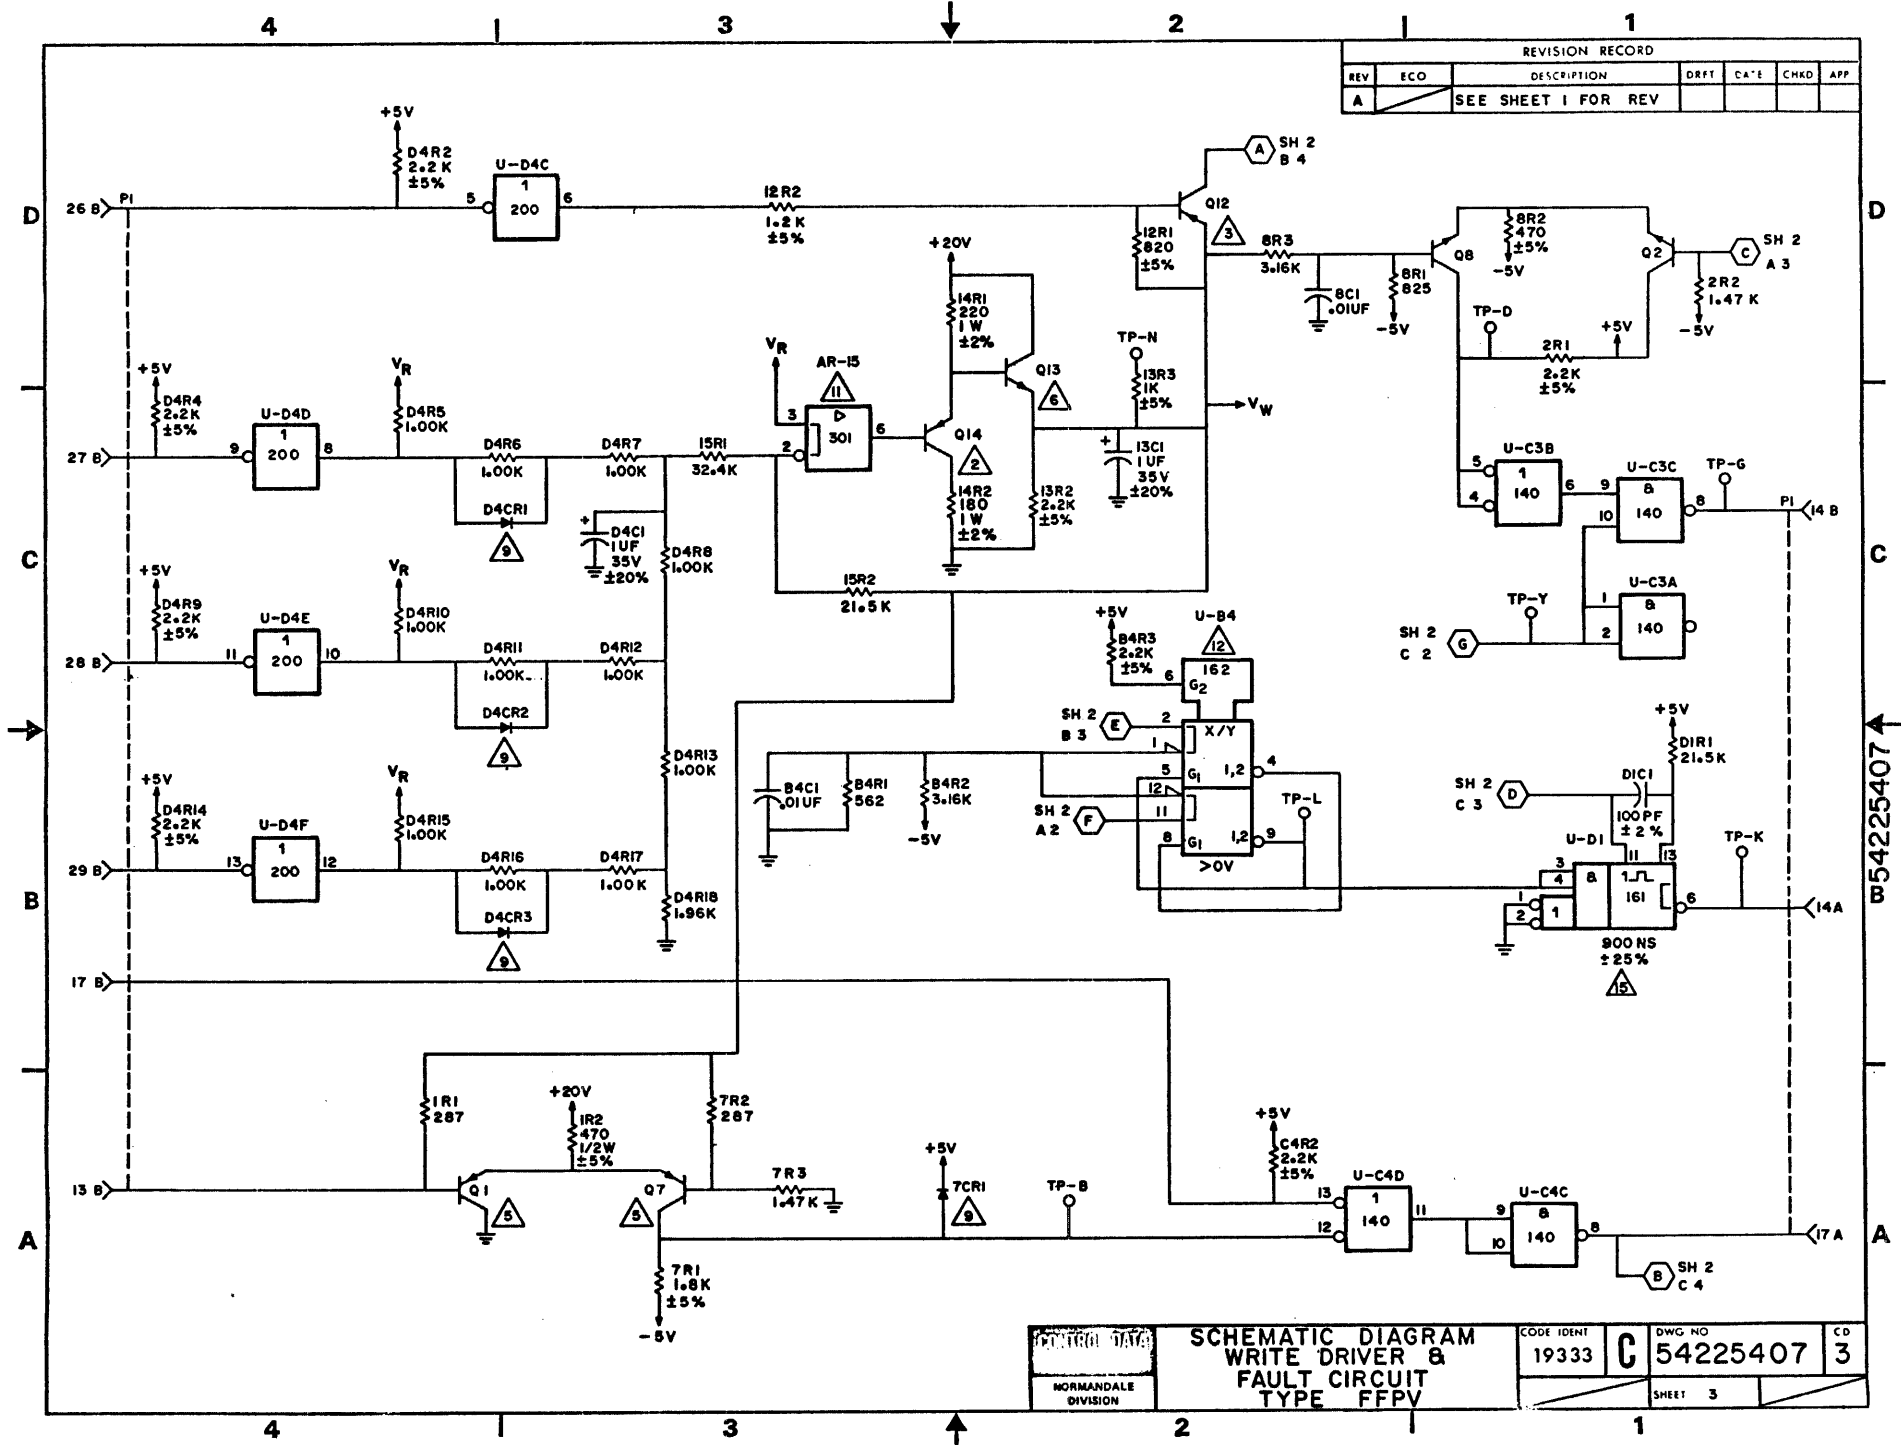 4 3 2 1
REVISION RECORD
REV ECO DESCRIPTION DRFT DATE CHKD APP
A SEE SHEET 1 FOR REV
+5V
D4R2
2.2K
±5%
U-D4C
1
200
5 6
D 26B P1
12R2
1.2K
±5%
A SH 2
B 4
Q12
3
12R1
820
±5%
8R3
3.16K
8C1
.01UF
8R1
825
-5V
Q8
8R2
470
±5%
-5V
Q2
C SH 2
A 3
2R2
1.47 K
-5V
D
TP-D
+5V
2R1
2.2K
±5%
+20V
14R1
220
1 W
±2%
Q13
6
TP-N
13R3
1K
±5%
VW
VR
AR-15
11
3
2
301
6
Q14
2
14R2
180
1 W
±2%
13R2
2.2K
±5%
+
13C1
1UF
35V
±20%
+5V
D4R4
2.2K
±5%
U-D4D
1
200
9 8
27 B
VR
D4R5
1.00K
D4R6
1.00K
D4CR1
9
D4R7
1.00K
15R1
32.4K
+
D4C1
1UF
35V
±20%
D4R8
1.00K
15R2
21.5K
U-C3B
5
4
1
140
6
U-C3C
9
10
&
140
8
TP-G
P1
14 B
C C
U-C3A
1
2
&
140
TP-Y
SH 2
C 2
G
+5V
D4R9
2.2K
±5%
U-D4E
1
200
11 10
28 B
VR
D4R10
1.00K
D4R11
1.00K
D4CR2
9
D4R12
1.00K
D4R13
1.00K
+5V
B4R3
2.2K
±5%
U-B4
12
162
6 G2
X/Y
SH 2
B 3
E
2
1
5 G1 1,2 4
12
11
8 G1 1,2 9
>0V
SH 2
A 2
F
TP-L
B4C1
.01UF
B4R1
562
B4R2
3.16K
-5V
+5V
D1R1
21.5K
SH 2
C 3
D
D1C1
100 PF
±2%
U-D1
11 13
3
4
1
2
&
1
161
6
TP-K
14A
900 NS
±25%
15
B54225407
+5V
D4R14
2.2K
±5%
U-D4F
1
200
13 12
29 B
VR
D4R15
1.00K
D4R16
1.00K
D4CR3
9
D4R17
1.00K
D4R18
1.96K
B
17 B
1R1
287
+20V
1R2
470
1/2W
±5%
7R2
287
13 B
Q1
5
Q7
5
7R3
1.47K
+5V
7CR1
9
TP-B
7R1
1.8K
±5%
-5V
+5V
C4R2
2.2K
±5%
U-C4D
13
12
1
140
11
U-C4C
9
10
&
140
8
17 A
B SH 2
C 4
A A
CONTROL DATA
NORMANDALE
DIVISION
SCHEMATIC DIAGRAM
WRITE DRIVER &
FAULT CIRCUIT
TYPE FFPV
CODE IDENT
19333
C
DWG NO
54225407
CD
3
SHEET 3
4 3 2 1